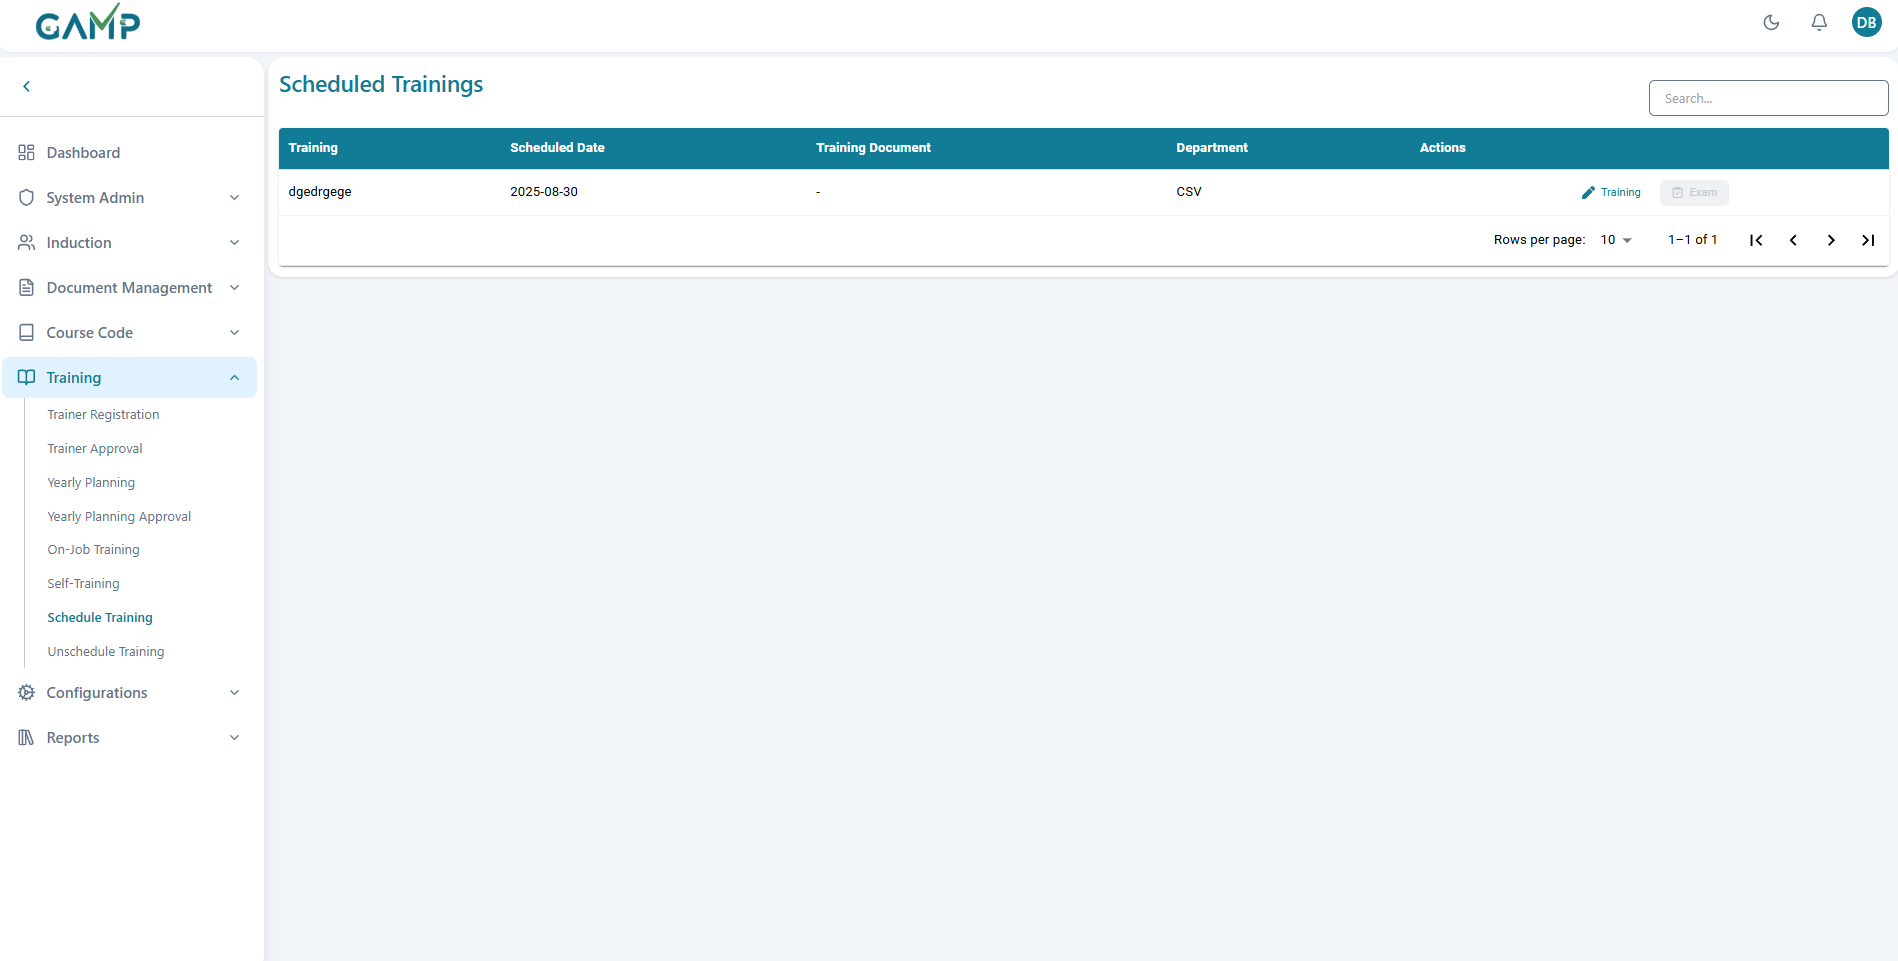 GAMP
DB
Scheduled Trainings
Search...
Dashboard
System Admin
Induction
Document Management
Course Code
Training
Trainer Registration
Trainer Approval
Yearly Planning
Yearly Planning Approval
On-Job Training
Self-Training
Schedule Training
Unschedule Training
Configurations
Reports
Training Scheduled Date Training Document Department Actions
dgedrgege 2025-08-30 - CSV Training Exam
Rows per page: 10 1–1 of 1